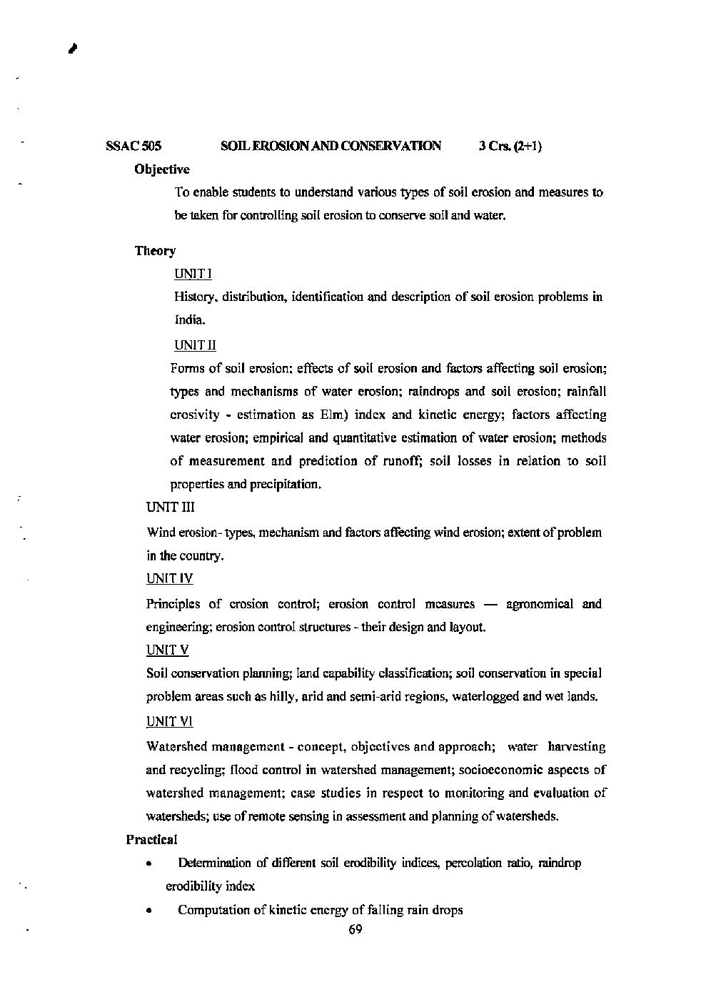 SSAC 505 SOIL EROSION AND CONSERVATION 3 Crs. (2+1)
Objective
To enable students to understand various types of soil erosion and measures to
be taken for controlling soil erosion to conserve soil and water.
Theory
UNIT I
History, distribution, identification and description of soil erosion problems in
India.
UNIT II
Forms of soil erosion; effects of soil erosion and factors affecting soil erosion;
types and mechanisms of water erosion; raindrops and soil erosion; rainfall
erosivity - estimation as Elm) index and kinetic energy; factors affecting
water erosion; empirical and quantitative estimation of water erosion; methods
of measurement and prediction of runoff; soil losses in relation to soil
properties and precipitation.
UNIT III
Wind erosion- types, mechanism and factors affecting wind erosion; extent of problem
in the country.
UNIT IV
Principles of erosion control; erosion control measures — agronomical and
engineering; erosion control structures - their design and layout.
UNIT V
Soil conservation planning; land capability classification; soil conservation in special
problem areas such as hilly, arid and semi-arid regions, waterlogged and wet lands.
UNIT VI
Watershed management - concept, objectives and approach; water harvesting
and recycling; flood control in watershed management; socioeconomic aspects of
watershed management; case studies in respect to monitoring and evaluation of
watersheds; use of remote sensing in assessment and planning of watersheds.
Practical
• Determination of different soil erodibility indices, percolation ratio, raindrop
erodibility index
• Computation of kinetic energy of falling rain drops
69